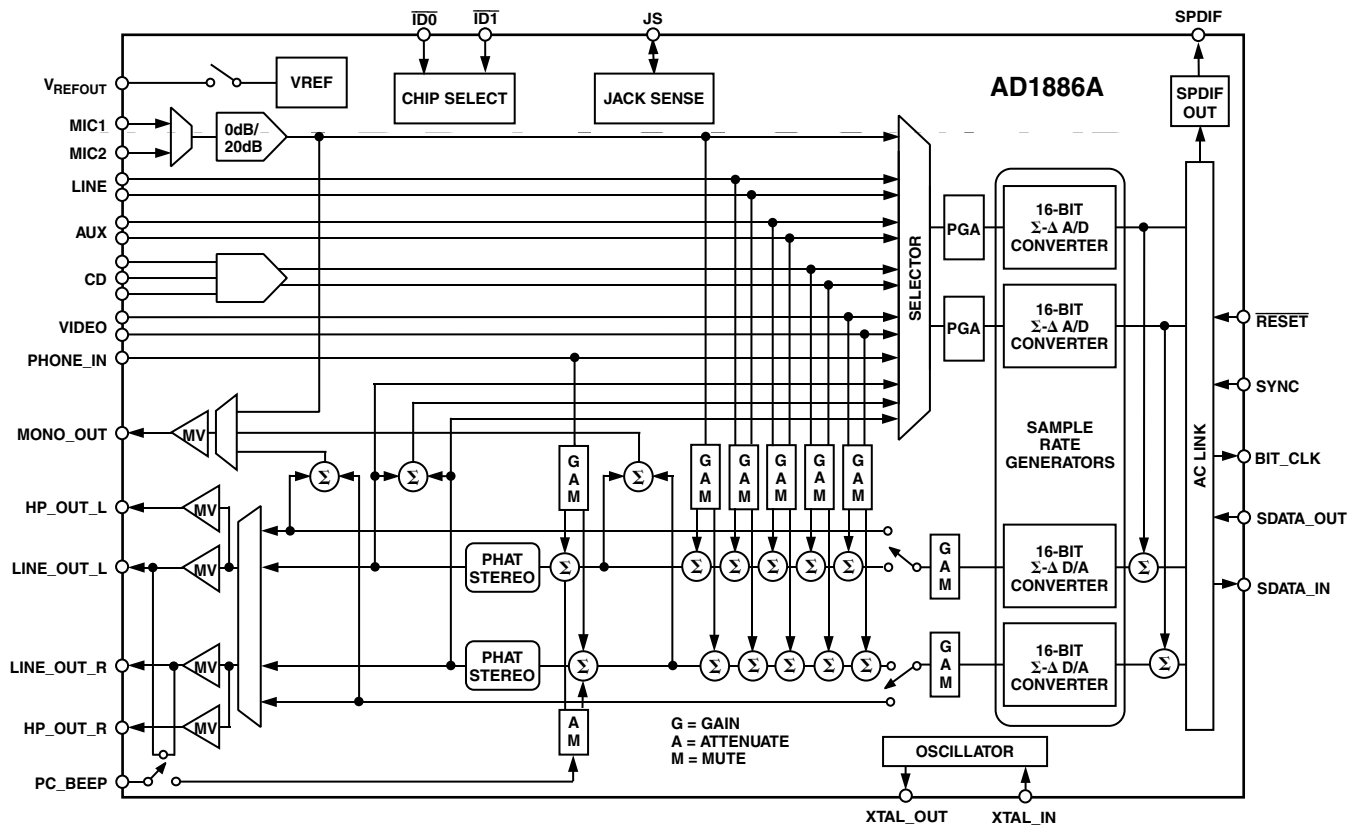 ID0
ID1
JS
SPDIF
VREFOUT
VREF
CHIP SELECT
JACK SENSE
AD1886A
SPDIF
OUT
MIC1
MIC2
0dB/
20dB
LINE
AUX
CD
VIDEO
PHONE_IN
SELECTOR
PGA
16-BIT
Σ-Δ A/D
CONVERTER
PGA
16-BIT
Σ-Δ A/D
CONVERTER
RESET
SYNC
BIT_CLK
SDATA_OUT
SDATA_IN
AC LINK
SAMPLE
RATE
GENERATORS
MONO_OUT
MV
Σ
Σ
G
A
M
Σ
G
A
M
G
A
M
G
A
M
G
A
M
G
A
M
HP_OUT_L
MV
LINE_OUT_L
MV
PHAT
STEREO
Σ
Σ
Σ
Σ
Σ
Σ
G
A
M
16-BIT
Σ-Δ D/A
CONVERTER
Σ
LINE_OUT_R
MV
PHAT
STEREO
Σ
Σ
Σ
Σ
Σ
Σ
G
A
M
16-BIT
Σ-Δ D/A
CONVERTER
Σ
HP_OUT_R
MV
A
M
G = GAIN
A = ATTENUATE
M = MUTE
PC_BEEP
OSCILLATOR
XTAL_OUT
XTAL_IN